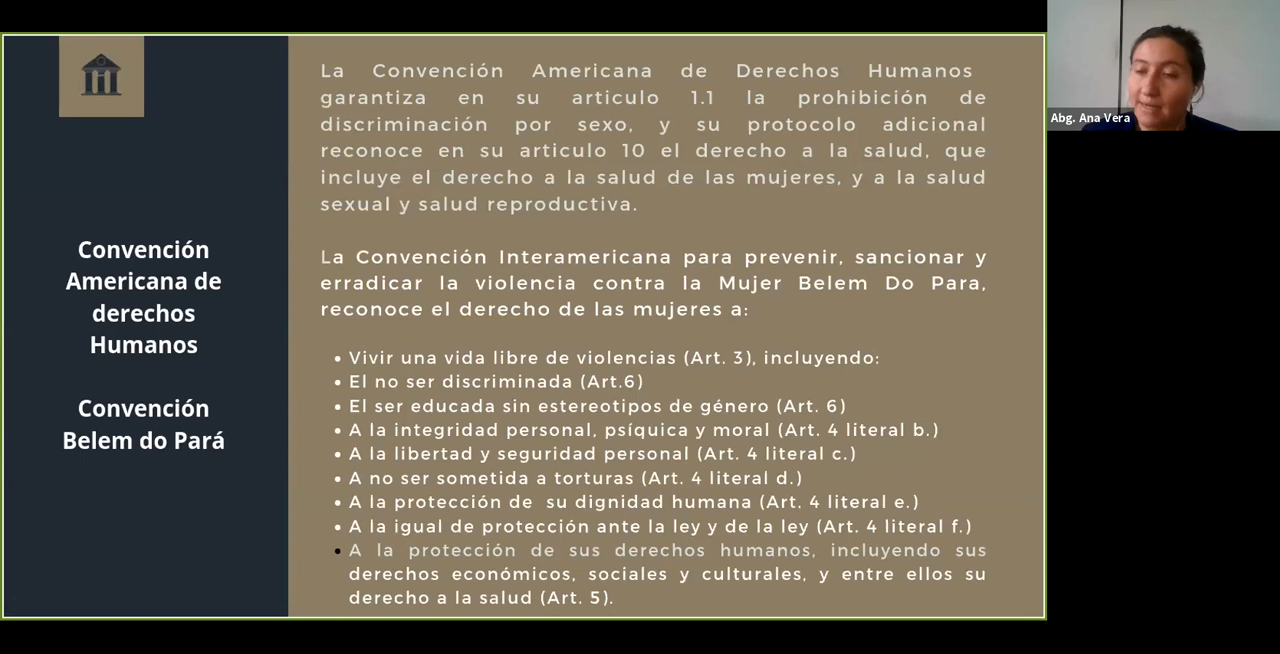 Convención
Americana de
derechos
Humanos
Convención
Belem do Pará
La Convención Americana de Derechos Humanos
garantiza en su articulo 1.1 la prohibición de
discriminación por sexo, y su protocolo adicional
reconoce en su articulo 10 el derecho a la salud, que
incluye el derecho a la salud de las mujeres, y a la salud
sexual y salud reproductiva.
La Convención Interamericana para prevenir, sancionar y
erradicar la violencia contra la Mujer Belem Do Para,
reconoce el derecho de las mujeres a:
• Vivir una vida libre de violencias (Art. 3), incluyendo:
• El no ser discriminada (Art.6)
• El ser educada sin estereotipos de género (Art. 6)
• A la integridad personal, psíquica y moral (Art. 4 literal b.)
• A la libertad y seguridad personal (Art. 4 literal c.)
• A no ser sometida a torturas (Art. 4 literal d.)
• A la protección de su dignidad humana (Art. 4 literal e.)
• A la igual de protección ante la ley y de la ley (Art. 4 literal f.)
• A la protección de sus derechos humanos, incluyendo sus
derechos económicos, sociales y culturales, y entre ellos su
derecho a la salud (Art. 5).
Abg. Ana Vera